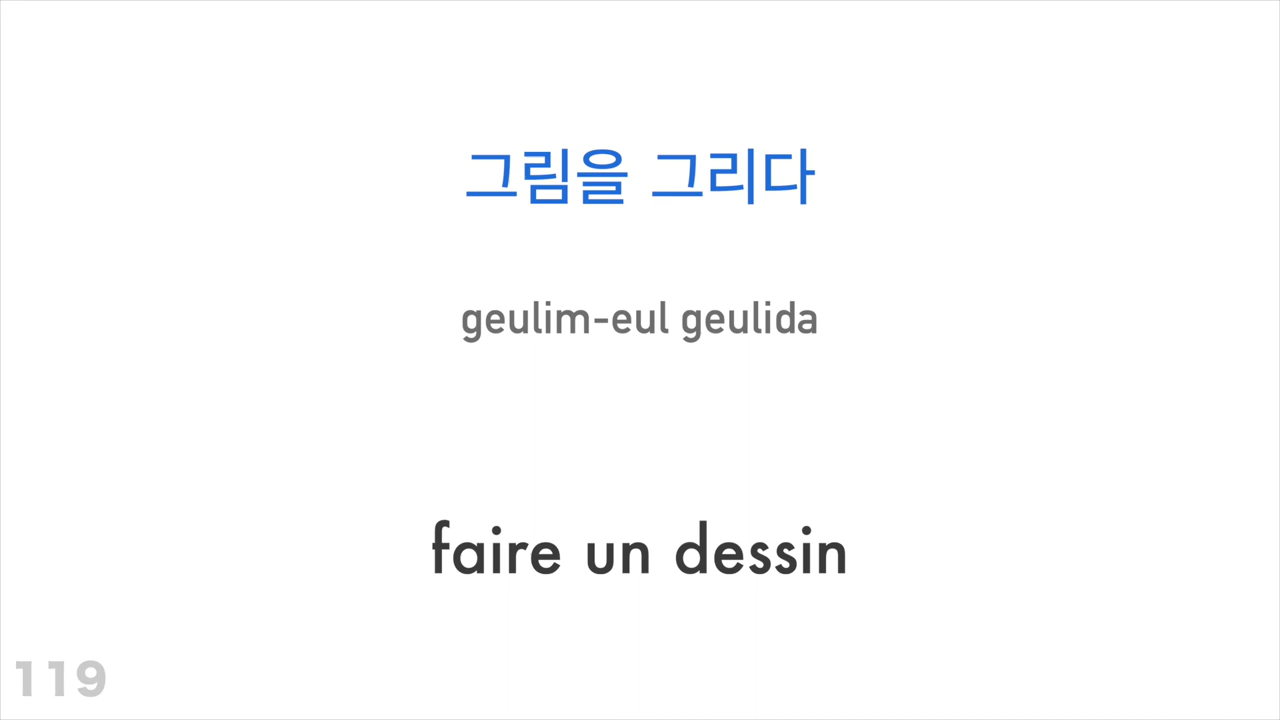 그림을 그리다
geulim-eul geulida
faire un dessin
119